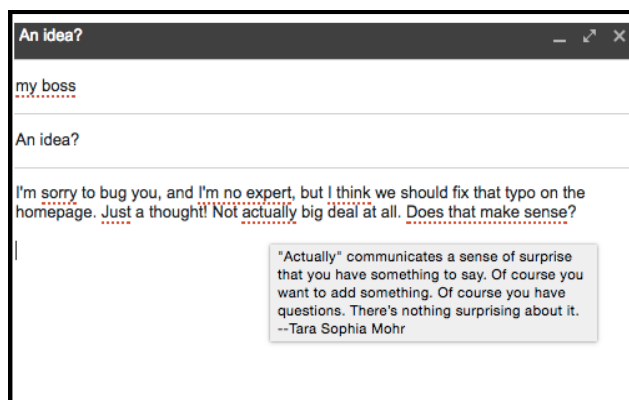 An idea?
my boss
An idea?
I'm sorry to bug you, and I'm no expert, but I think we should fix that typo on the
homepage. Just a thought! Not actually big deal at all. Does that make sense?
"Actually" communicates a sense of surprise
that you have something to say. Of course you
want to add something. Of course you have
questions. There's nothing surprising about it.
--Tara Sophia Mohr